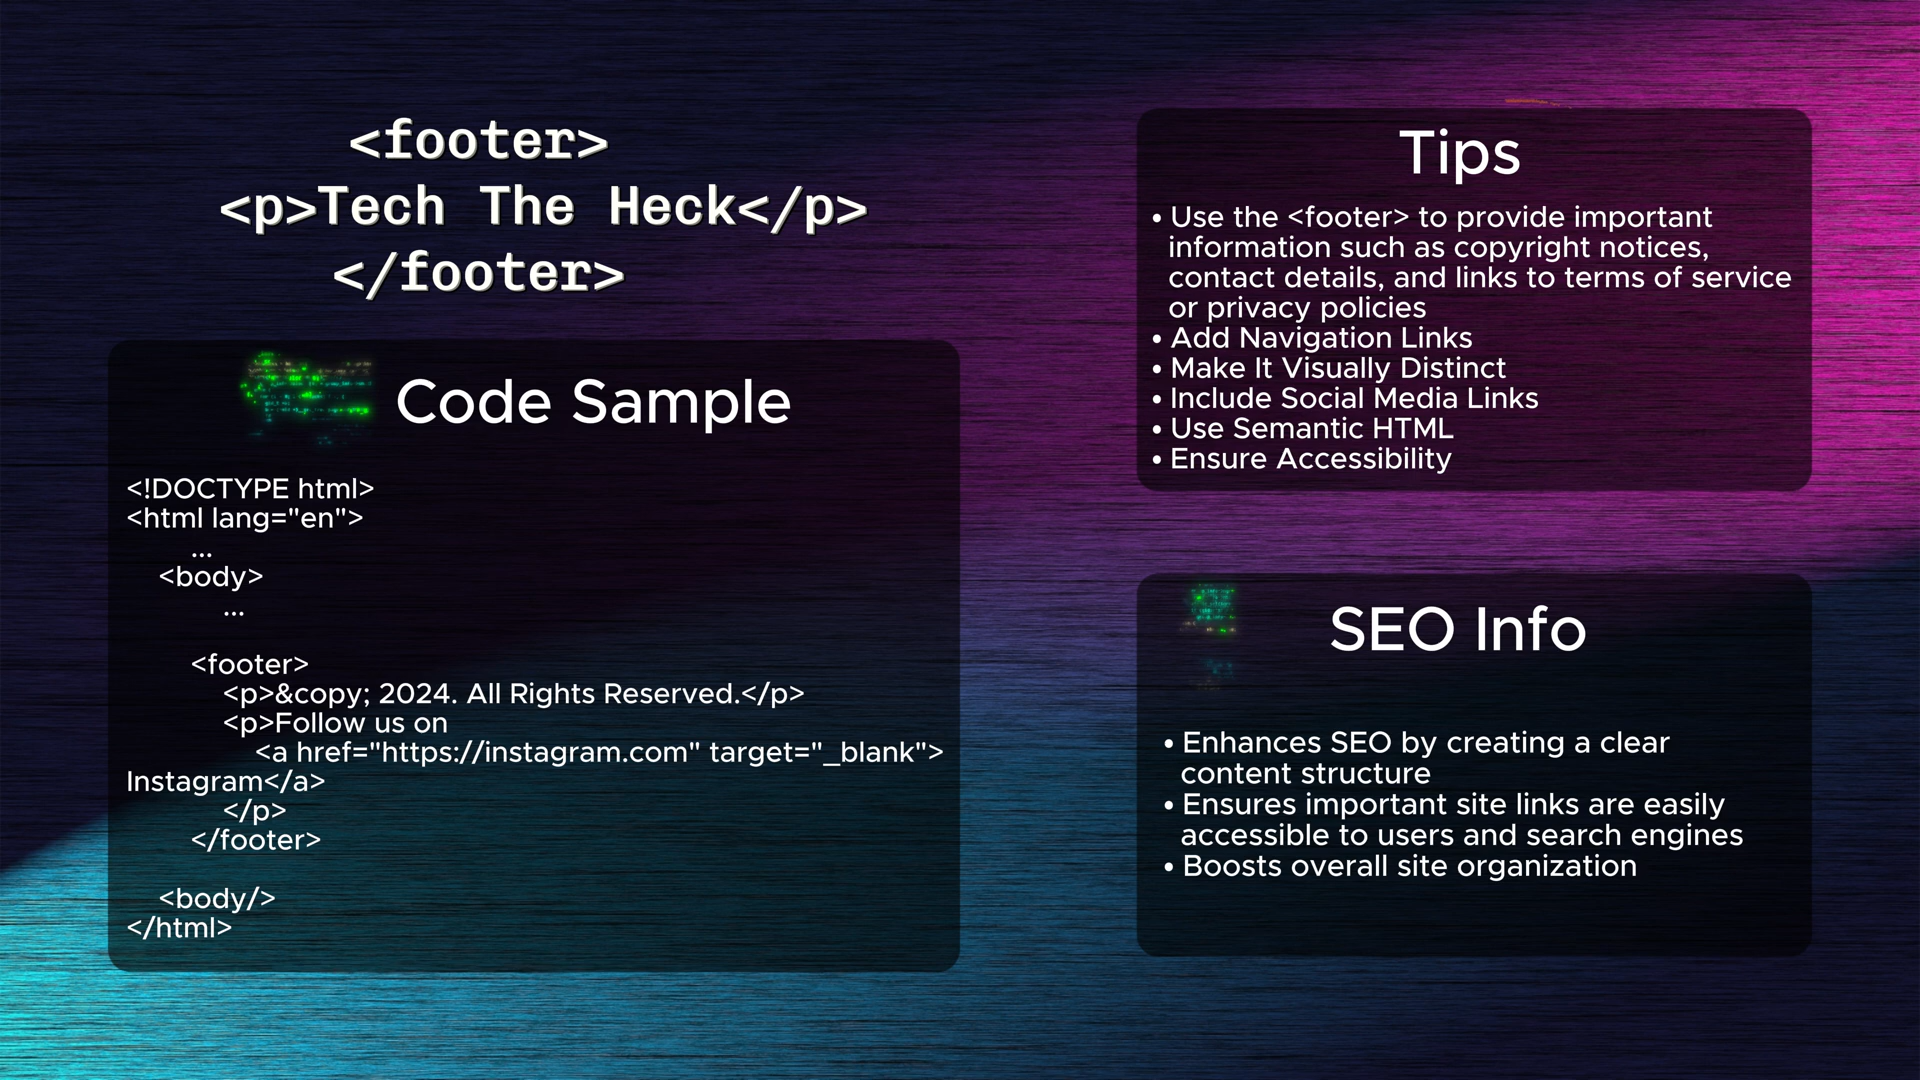 <footer>
<p>Tech The Heck</p>
</footer>
Code Sample
<!DOCTYPE html>
<html lang="en">
...
<body>
...
<footer>
<p>&copy; 2024. All Rights Reserved.</p>
<p>Follow us on
<a href="https://instagram.com" target="_blank">
Instagram</a>
</p>
</footer>
<body/>
</html>
Tips
• Use the <footer> to provide important
information such as copyright notices,
contact details, and links to terms of service
or privacy policies
• Add Navigation Links
• Make It Visually Distinct
• Include Social Media Links
• Use Semantic HTML
• Ensure Accessibility
SEO Info
• Enhances SEO by creating a clear
content structure
• Ensures important site links are easily
accessible to users and search engines
• Boosts overall site organization